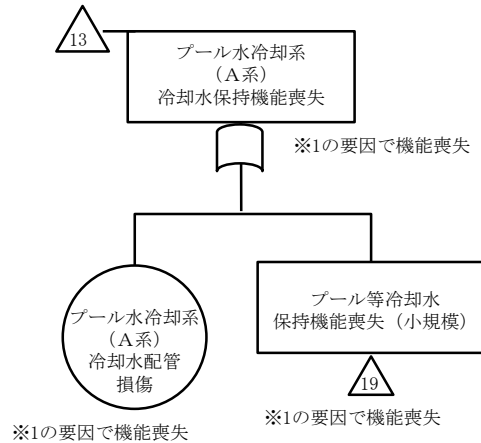 13
プール水冷却系
（A系）
冷却水保持機能喪失
※1の要因で機能喪失
プール水冷却系
（A系）
冷却水配管
損傷
※1の要因で機能喪失
プール等冷却水
保持機能喪失（小規模）
19
※1の要因で機能喪失